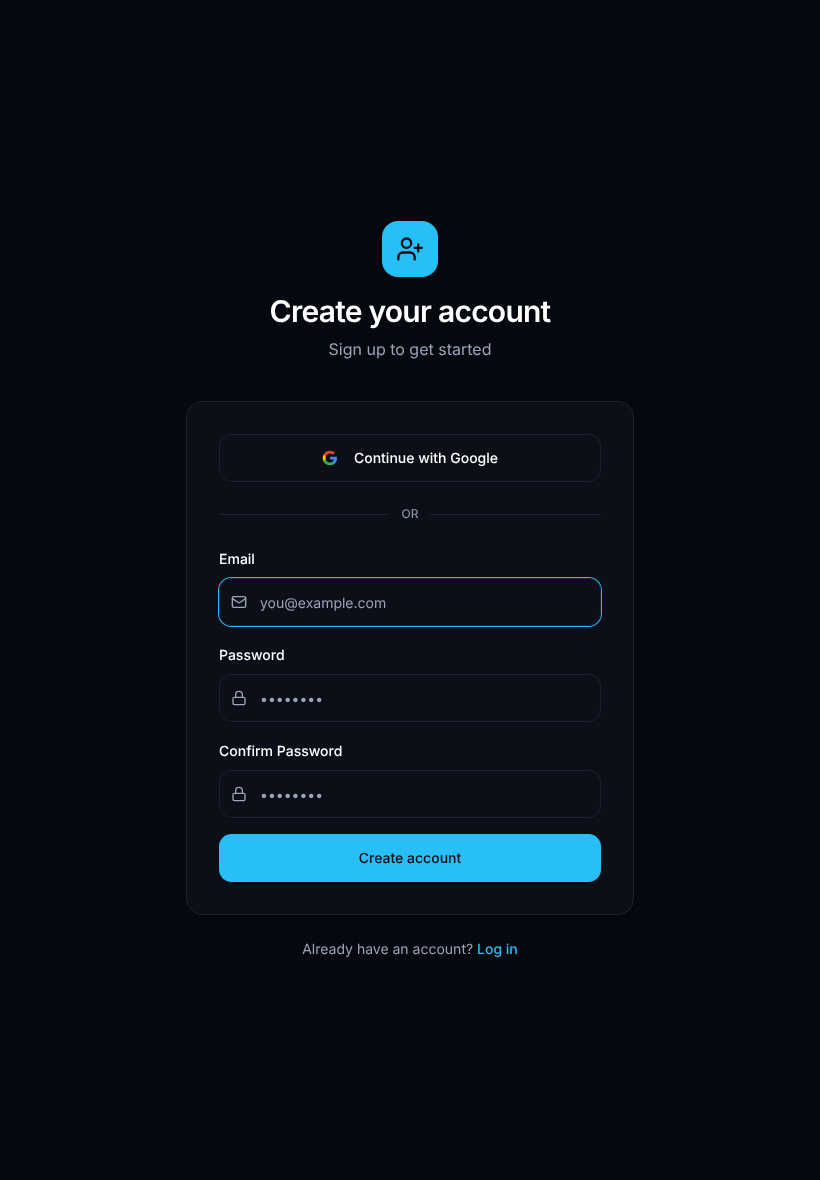 Create your account
Sign up to get started
Continue with Google
OR
Email
you@example.com
Password
••••••••
Confirm Password
••••••••
Create account
Already have an account? Log in